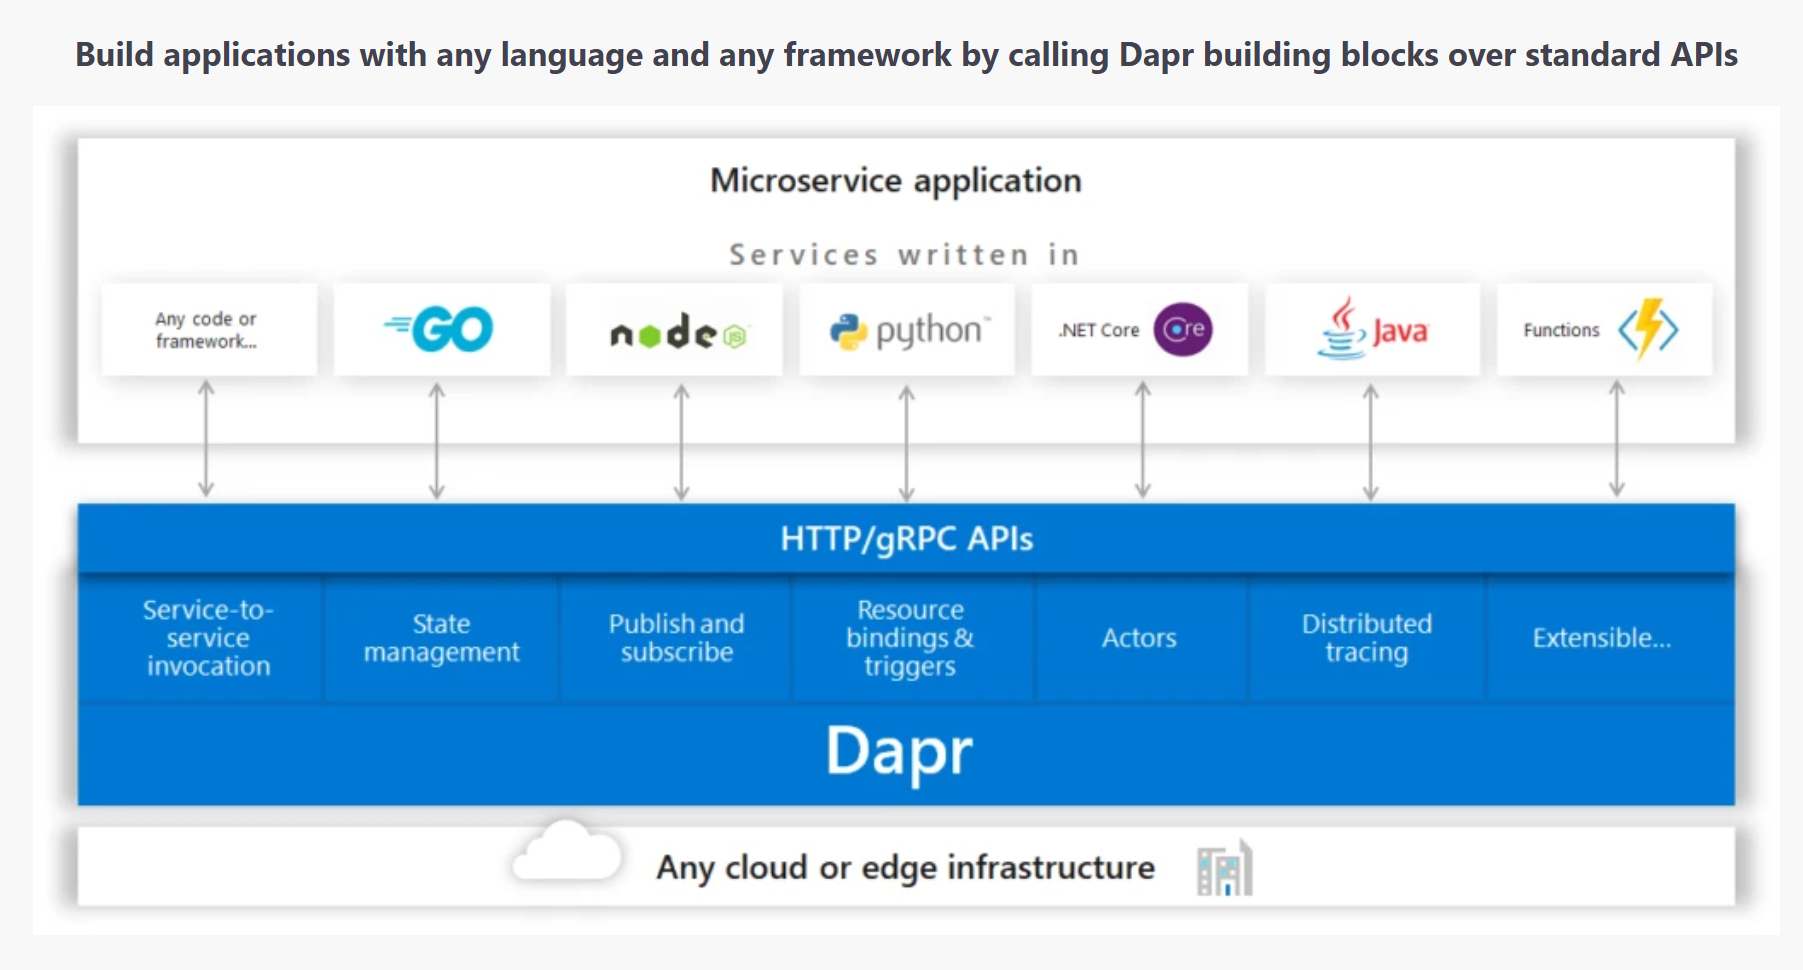 Build applications with any language and any framework by calling Dapr building blocks over standard APIs
Microservice application
Services written in
Any code or
framework...
GO
node JS
python™
.NET Core
Core
Java
Functions
HTTP/gRPC APIs
Service-to-
service
invocation
State
management
Publish and
subscribe
Resource
bindings &
triggers
Actors
Distributed
tracing
Extensible...
Dapr
Any cloud or edge infrastructure